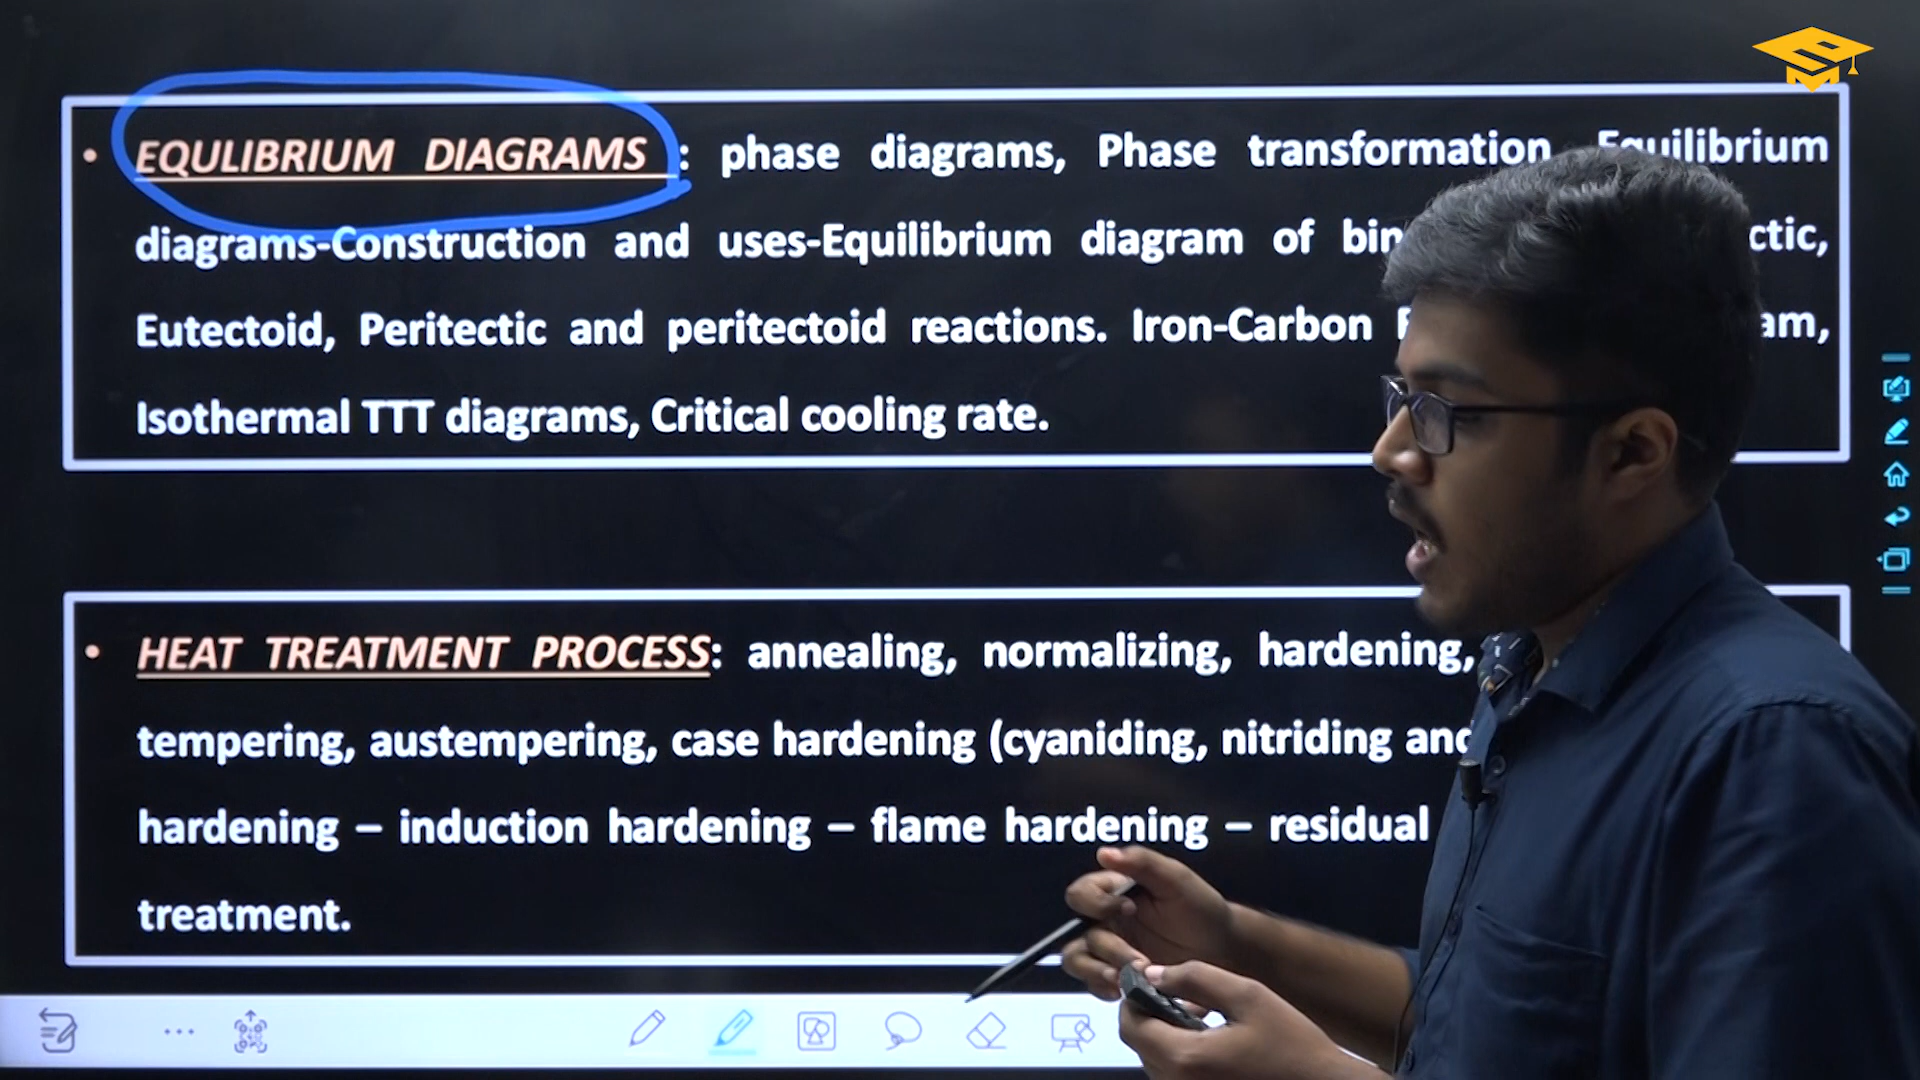 • EQULIBRIUM DIAGRAMS : phase diagrams, Phase transformation, Equilibrium
diagrams-Construction and uses-Equilibrium diagram of
Eutectoid, Peritectic and peritectoid reactions. Iron-Carbon
Isothermal TTT diagrams, Critical cooling rate.
• HEAT TREATMENT PROCESS: annealing, normalizing, hardening,
tempering, austempering, case hardening (cyaniding, nitriding and
hardening – induction hardening – flame hardening – residual
treatment.